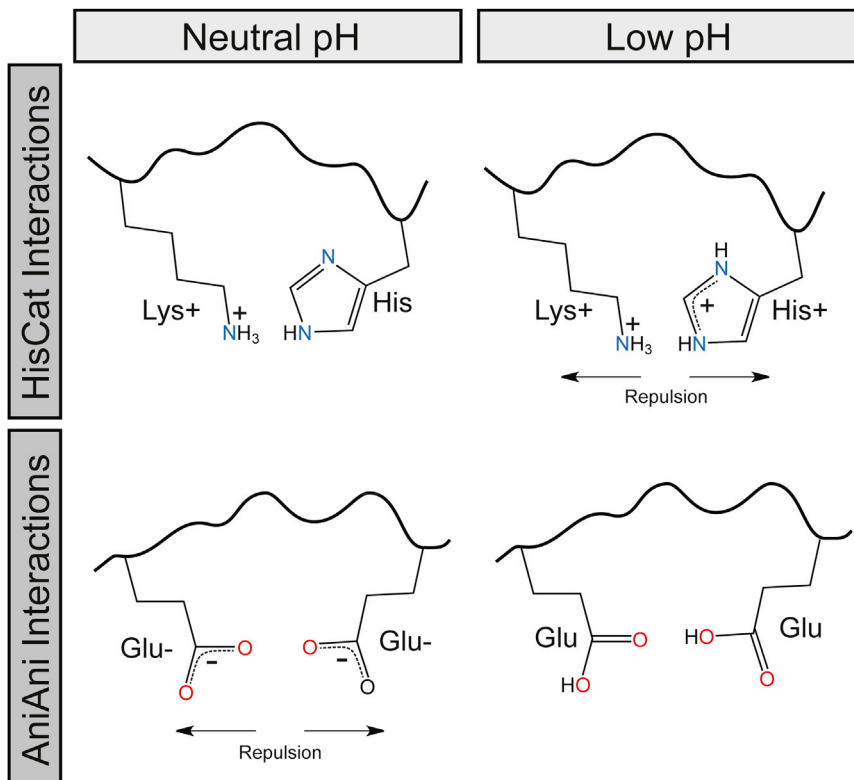 Neutral pH
Low pH
HisCat Interactions
N
Lys+
+
NH3
HN
His
H
N
Lys+
+
NH3
+
HN
His+
Repulsion
AniAni Interactions
Glu-
O
-
O
O
-
O
Glu-
Repulsion
Glu
O
HO
HO
O
Glu